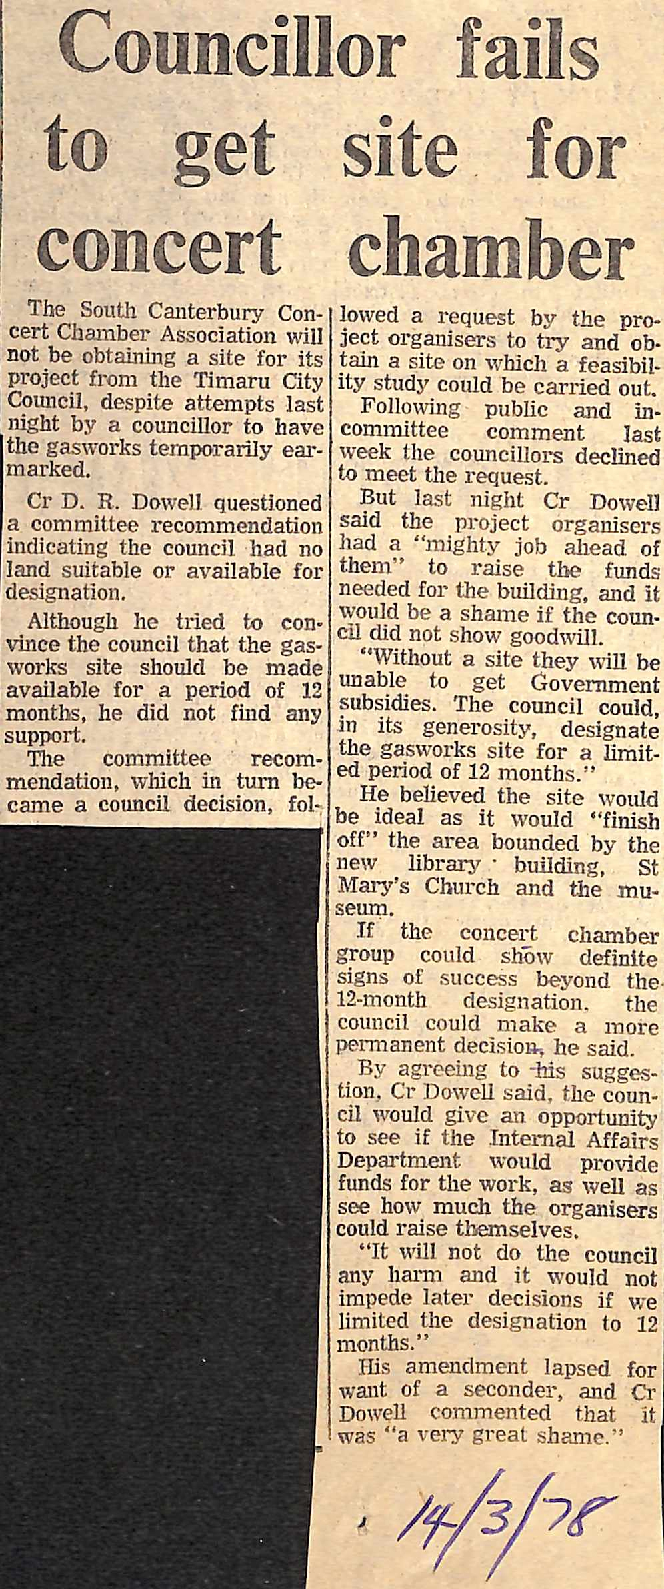 Councillor fails
to get site for
concert chamber
The South Canterbury Con-
cert Chamber Association will
not be obtaining a site for its
project from the Timaru City
Council, despite attempts last
night by a councillor to have
the gasworks temporarily ear-
marked.
Cr D. R. Dowell questioned
a committee recommendation
indicating the council had no
land suitable or available for
designation.
Although he tried to con-
vince the council that the gas-
works site should be made
available for a period of 12
months, he did not find any
support.
The committee recom-
mendation, which in turn be-
came a council decision, fol-
lowed a request by the pro-
ject organisers to try and ob-
tain a site on which a feasibil-
ity study could be carried out.
Following public and in-
committee comment last
week the councillors declined
to meet the request.
But last night Cr Dowell
said the project organisers
had a "mighty job ahead of
them" to raise the funds
needed for the building, and it
would be a shame if the coun-
cil did not show goodwill.
"Without a site they will be
unable to get Government
subsidies. The council could,
in its generosity, designate
the gasworks site for a limit-
ed period of 12 months."
He believed the site would
be ideal as it would "finish
off" the area bounded by the
new library building, St
Mary's Church and the mu-
seum.
If the concert chamber
group could show definite
signs of success beyond the
12-month designation, the
council could make a more
permanent decision, he said.
By agreeing to his sugges-
tion, Cr Dowell said, the coun-
cil would give an opportunity
to see if the Internal Affairs
Department would provide
funds for the work, as well as
see how much the organisers
could raise themselves.
"It will not do the council
any harm and it would not
impede later decisions if we
limited the designation to 12
months."
His amendment lapsed for
want of a seconder, and Cr
Dowell commented that it
was "a very great shame."
14/3/78